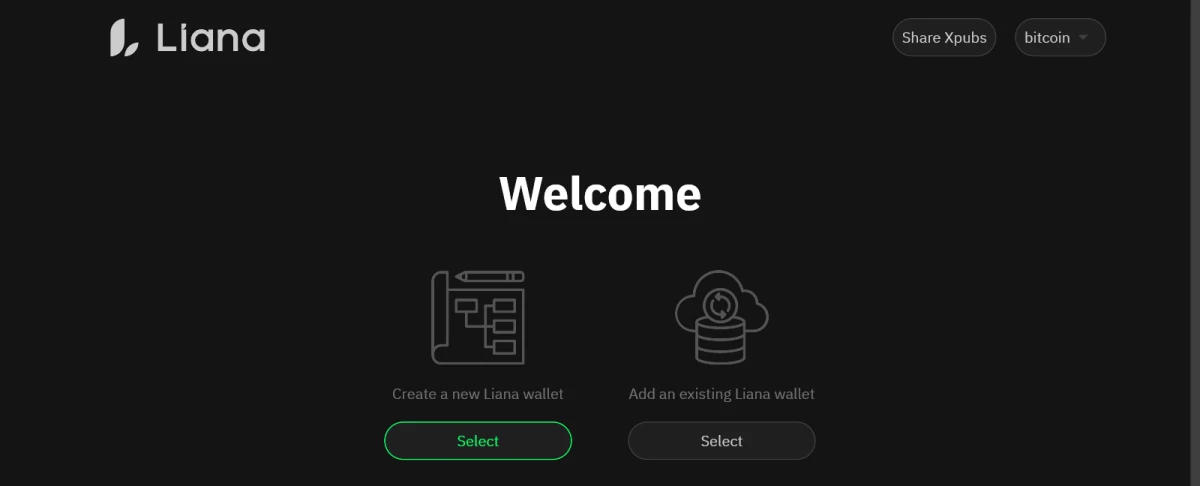 Liana
Share Xpubs
bitcoin
Welcome
Create a new Liana wallet
Add an existing Liana wallet
Select
Select